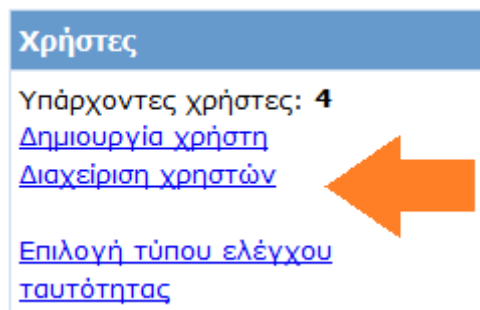 Χρήστες
Υπάρχοντες χρήστες: 4
Δημιουργία χρήστη
Διαχείριση χρηστών
Επιλογή τύπου ελέγχου
ταυτότητας